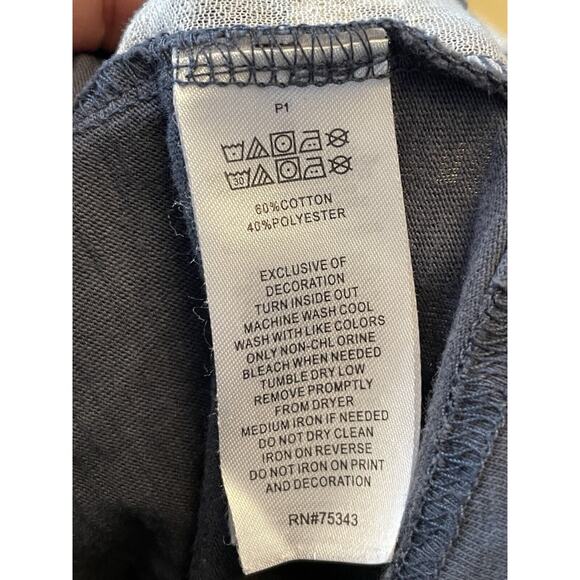 P1
30
60%COTTON
40%POLYESTER
EXCLUSIVE OF
DECORATION
TURN INSIDE OUT
MACHINE WASH COOL
WASH WITH LIKE COLORS
ONLY NON-CHLORINE
BLEACH WHEN NEEDED
TUMBLE DRY LOW
REMOVE PROMPTLY
FROM DRYER
MEDIUM IRON IF NEEDED
DO NOT DRY CLEAN
IRON ON REVERSE
DO NOT IRON ON PRINT
AND DECORATION
RN#75343